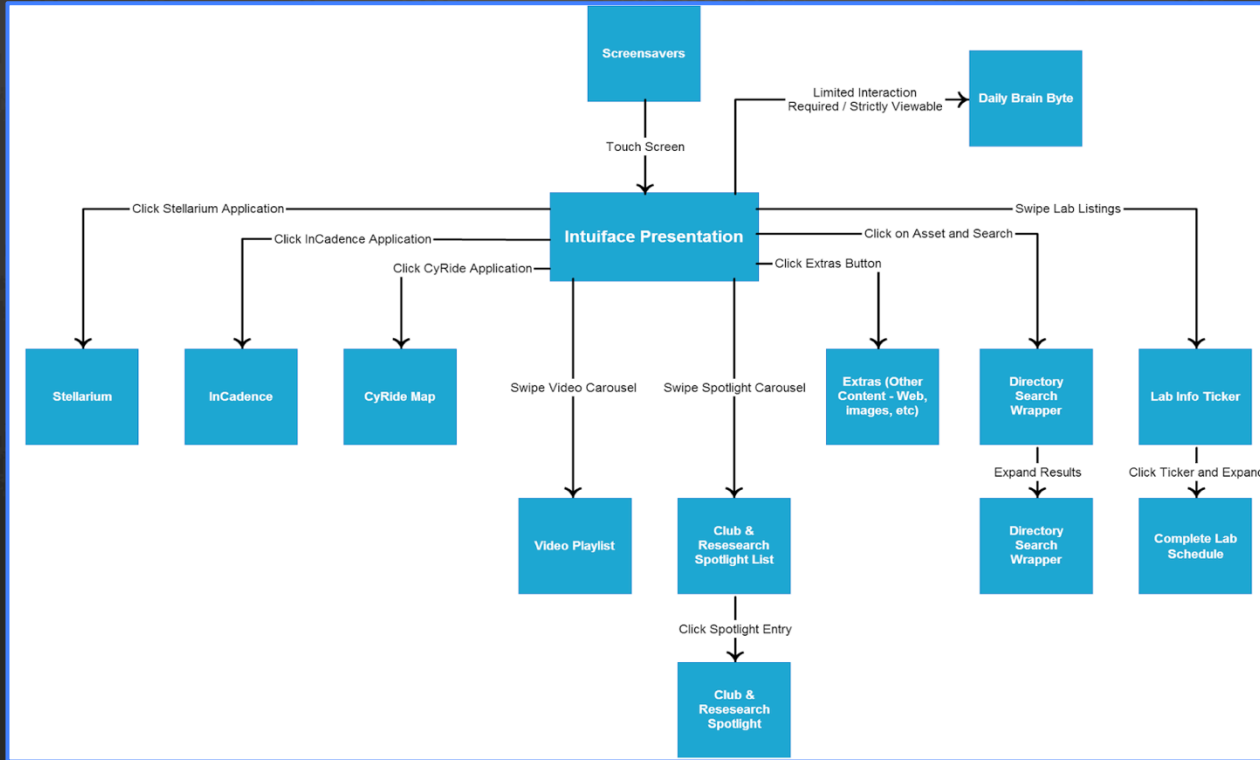 Screensavers
Limited Interaction
Required / Strictly Viewable
Daily Brain Byte
Touch Screen
Click Stellarium Application
Swipe Lab Listings
Intuiface Presentation
Click InCadence Application
Click on Asset and Search
Click CyRide Application
Click Extras Button
Swipe Video Carousel
Swipe Spotlight Carousel
Stellarium
InCadence
CyRide Map
Extras (Other
Content - Web,
images, etc)
Directory
Search
Wrapper
Lab Info Ticker
Expand Results
Click Ticker and Expand
Video Playlist
Club &
Resesearch
Spotlight List
Directory
Search
Wrapper
Complete Lab
Schedule
Click Spotlight Entry
Club &
Resesearch
Spotlight